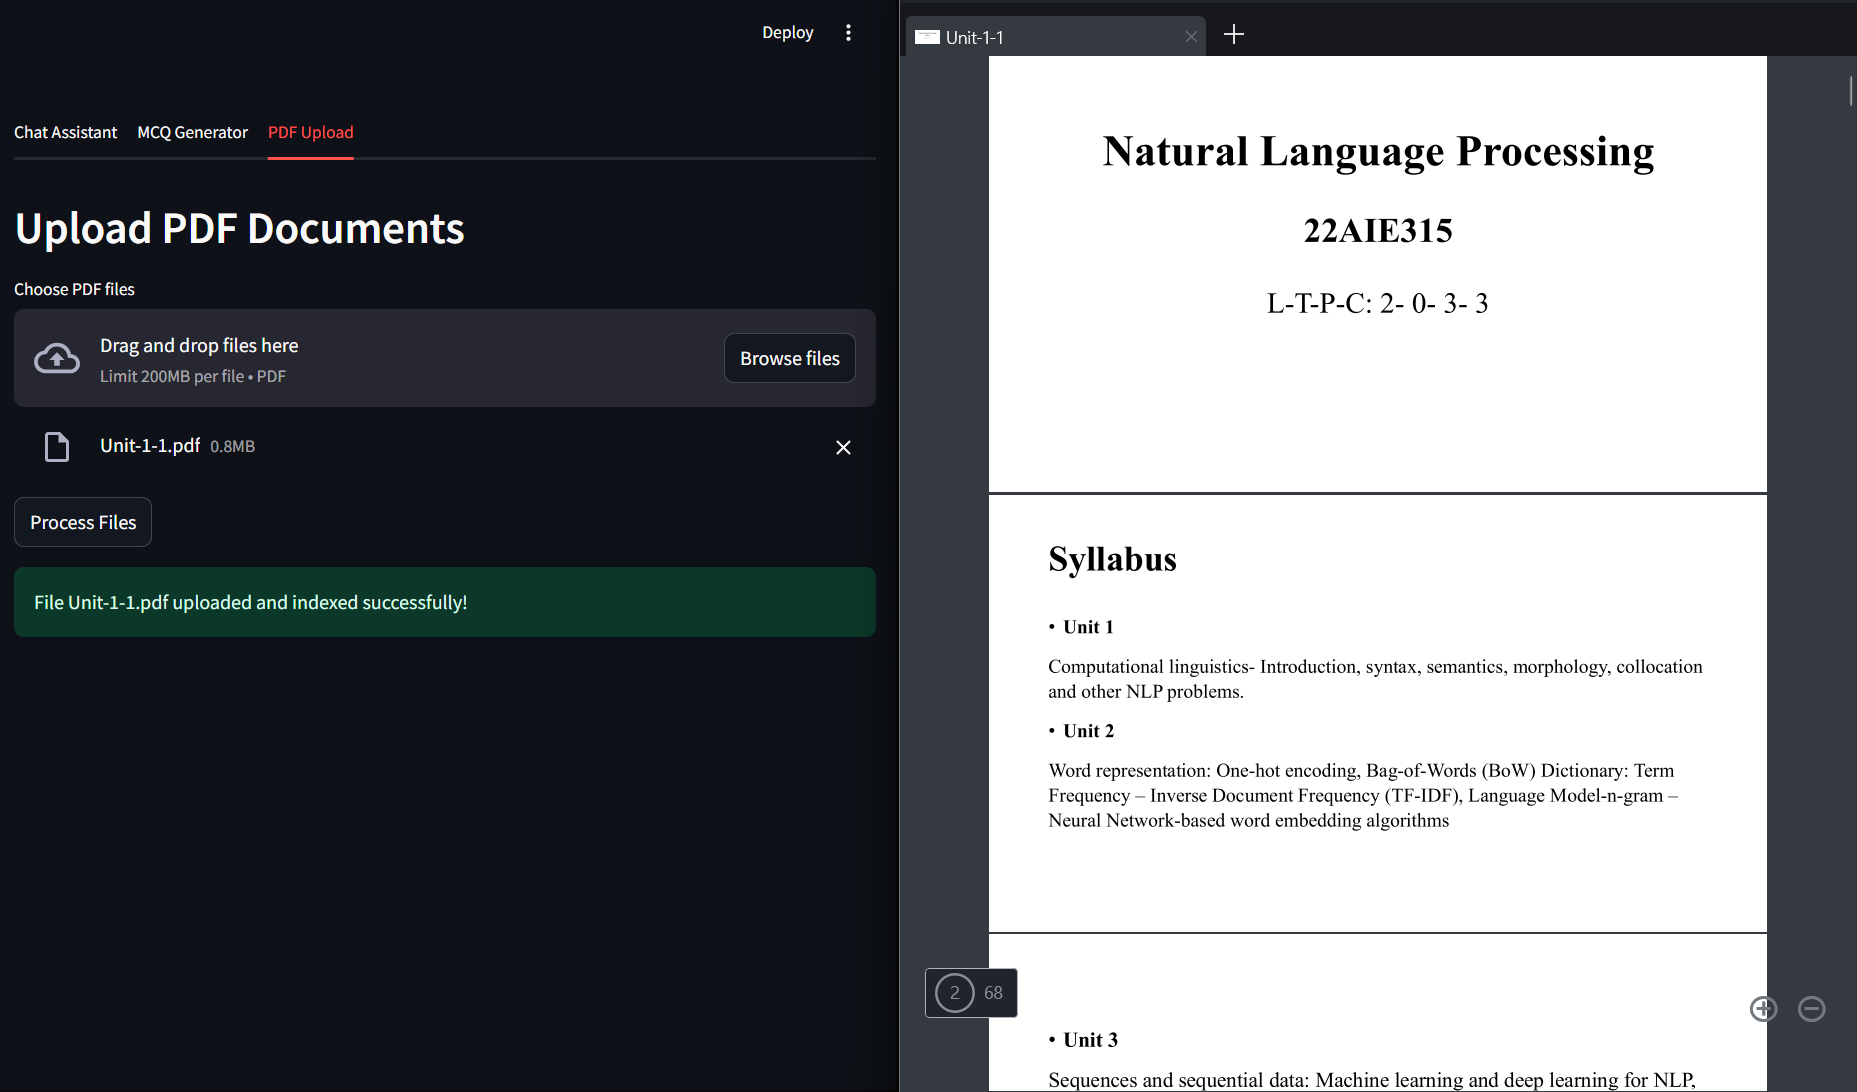 Deploy
Chat Assistant MCQ Generator PDF Upload
Upload PDF Documents
Choose PDF files
Drag and drop files here
Limit 200MB per file • PDF
Browse files
Unit-1-1.pdf 0.8MB
Process Files
File Unit-1-1.pdf uploaded and indexed successfully!
Unit-1-1
Natural Language Processing
22AIE315
L-T-P-C: 2- 0- 3- 3
Syllabus
• Unit 1
Computational linguistics- Introduction, syntax, semantics, morphology, collocation
and other NLP problems.
• Unit 2
Word representation: One-hot encoding, Bag-of-Words (BoW) Dictionary: Term
Frequency – Inverse Document Frequency (TF-IDF), Language Model-n-gram –
Neural Network-based word embedding algorithms
2 68
• Unit 3
Sequences and sequential data: Machine learning and deep learning for NLP,